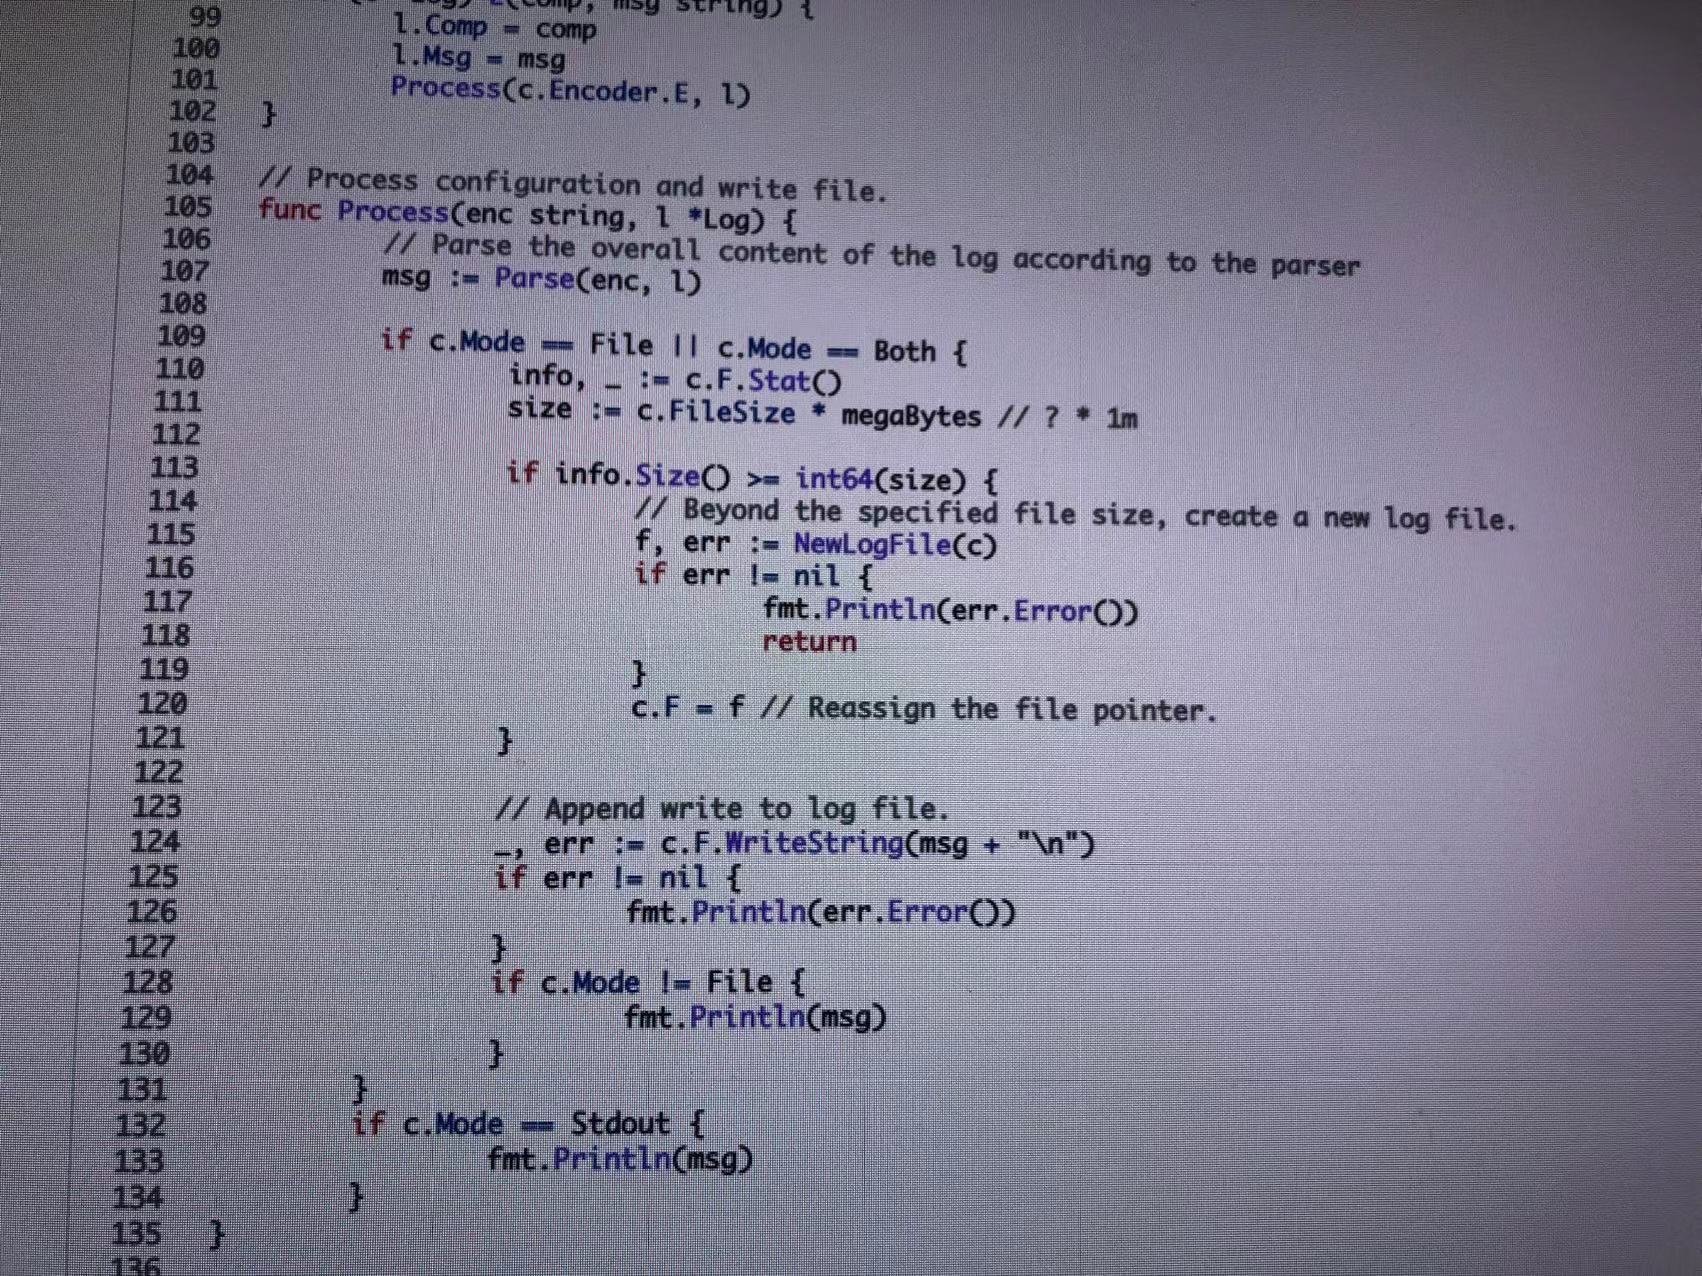 msg string) {
99 l.Comp = comp
100 l.Msg = msg
101 Process(c.Encoder.E, l)
102 }
103
104 // Process configuration and write file.
105 func Process(enc string, l *Log) {
106 // Parse the overall content of the log according to the parser
107 msg := Parse(enc, l)
108
109 if c.Mode == File || c.Mode == Both {
110 info, _ := c.F.Stat()
111 size := c.FileSize * megaBytes // ? * 1m
112
113 if info.Size() >= int64(size) {
114 // Beyond the specified file size, create a new log file.
115 f, err := NewLogFile(c)
116 if err != nil {
117 fmt.Println(err.Error())
118 return
119 }
120 c.F = f // Reassign the file pointer.
121 }
122
123 // Append write to log file.
124 _, err := c.F.WriteString(msg + "\n")
125 if err != nil {
126 fmt.Println(err.Error())
127 }
128 if c.Mode != File {
129 fmt.Println(msg)
130 }
131 }
132 if c.Mode == Stdout {
133 fmt.Println(msg)
134 }
135 }
136